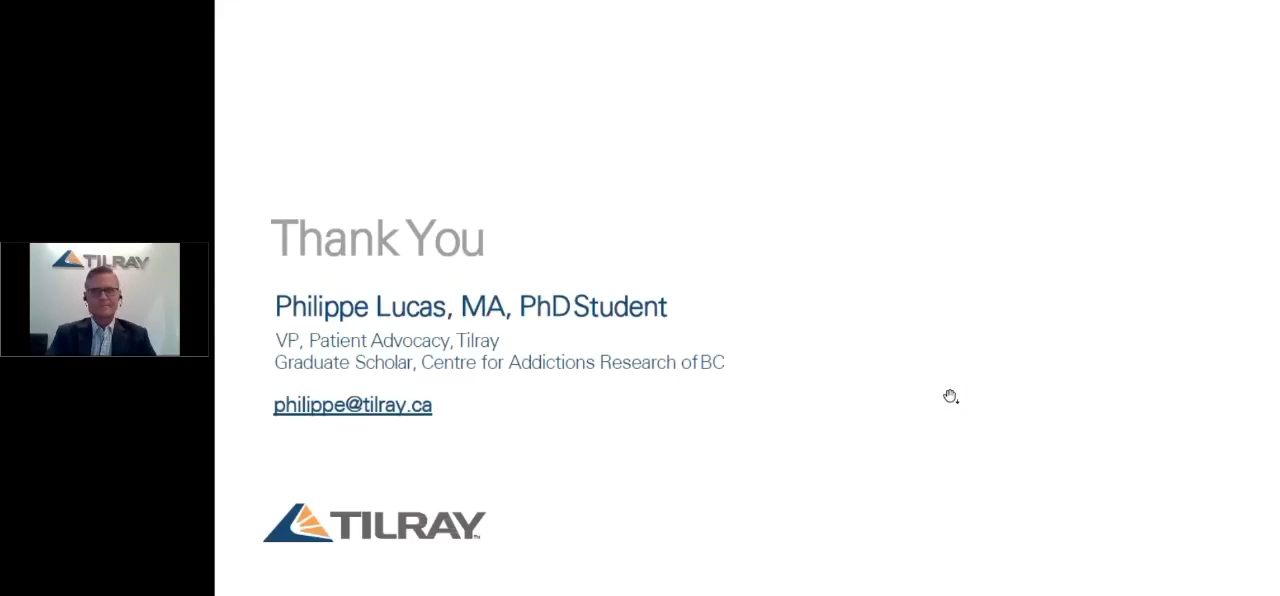 TILRAY
Thank You
Philippe Lucas, MA, PhD Student
VP, Patient Advocacy, Tilray
Graduate Scholar, Centre for Addictions Research of BC
philippe@tilray.ca
TILRAY™